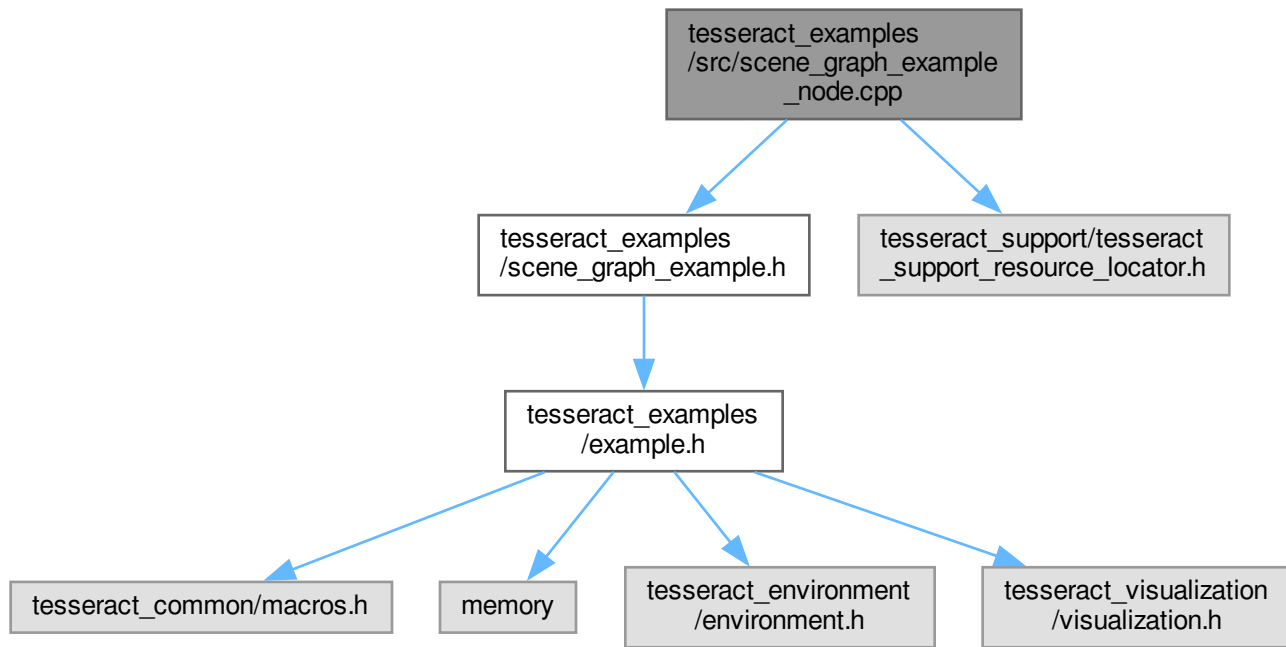 tesseract_examples
/src/scene_graph_example
_node.cpp
tesseract_examples
/scene_graph_example.h
tesseract_support/tesseract
_support_resource_locator.h
tesseract_examples
/example.h
tesseract_common/macros.h
memory
tesseract_environment
/environment.h
tesseract_visualization
/visualization.h